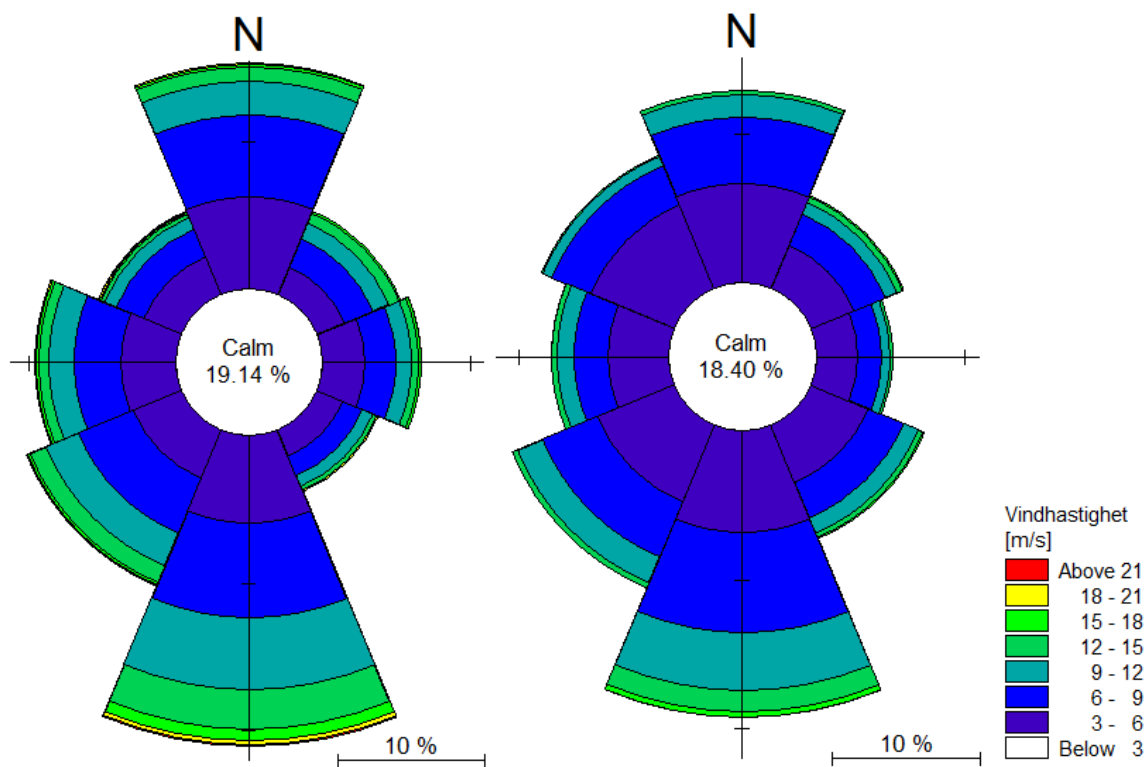 N
Calm
19.14 %
10 %
N
Calm
18.40 %
10 %
Vindhastighet
[m/s]
Above 21
18 - 21
15 - 18
12 - 15
9 - 12
6 - 9
3 - 6
Below 3